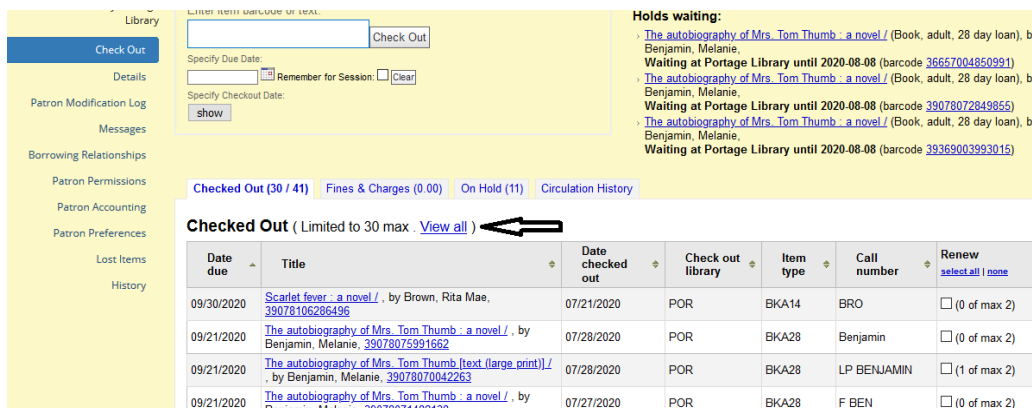 Library
Check Out
Details
Patron Modification Log
Messages
Borrowing Relationships
Patron Permissions
Patron Accounting
Patron Preferences
Lost Items
History
Enter item barcode or text:
Check Out
Specify Due Date:
Remember for Session: Clear
Specify Checkout Date:
show
Holds waiting:
› The autobiography of Mrs. Tom Thumb : a novel / (Book, adult, 28 day loan), b
Benjamin, Melanie,
Waiting at Portage Library until 2020-08-08 (barcode 36657004850991)
› The autobiography of Mrs. Tom Thumb : a novel / (Book, adult, 28 day loan), b
Benjamin, Melanie,
Waiting at Portage Library until 2020-08-08 (barcode 39078072849855)
› The autobiography of Mrs. Tom Thumb : a novel / (Book, adult, 28 day loan), b
Benjamin, Melanie,
Waiting at Portage Library until 2020-08-08 (barcode 39369003993015)
Checked Out (30 / 41) Fines & Charges (0.00) On Hold (11) Circulation History
Checked Out ( Limited to 30 max . View all )
Date due Title Date checked out Check out library Item type Call number Renew select all | none
09/30/2020 Scarlet fever : a novel / , by Brown, Rita Mae, 07/21/2020 POR BKA14 BRO (0 of max 2)
39078106286496
09/21/2020 The autobiography of Mrs. Tom Thumb : a novel / , by 07/28/2020 POR BKA28 Benjamin (0 of max 2)
Benjamin, Melanie, 39078075991662
09/21/2020 The autobiography of Mrs. Tom Thumb [text (large print)] / 07/28/2020 POR BKA28 LP BENJAMIN (1 of max 2)
, by Benjamin, Melanie, 39078070042263
09/21/2020 The autobiography of Mrs. Tom Thumb : a novel / , by 07/27/2020 POR BKA28 F BEN (0 of max 2)